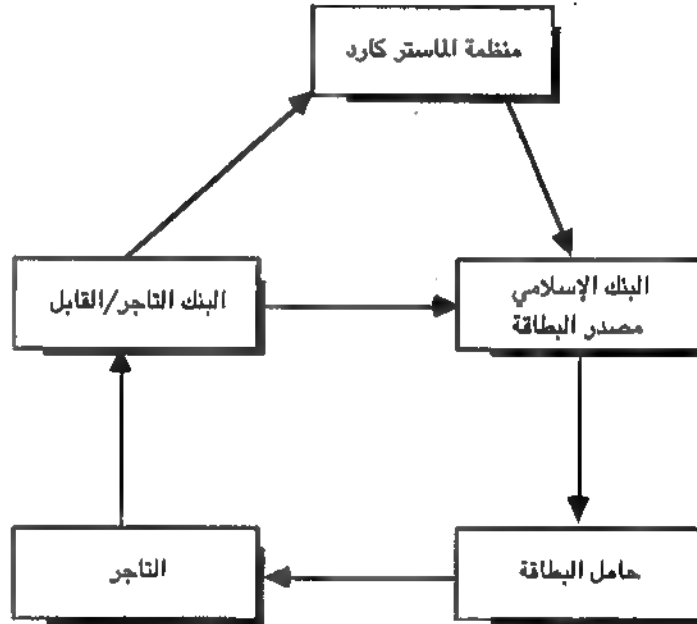 منظمة الماستر كارد
البنك التاجر/القابل
البنك الإسلامي
مصدر البطاقة
التاجر
حامل البطاقة